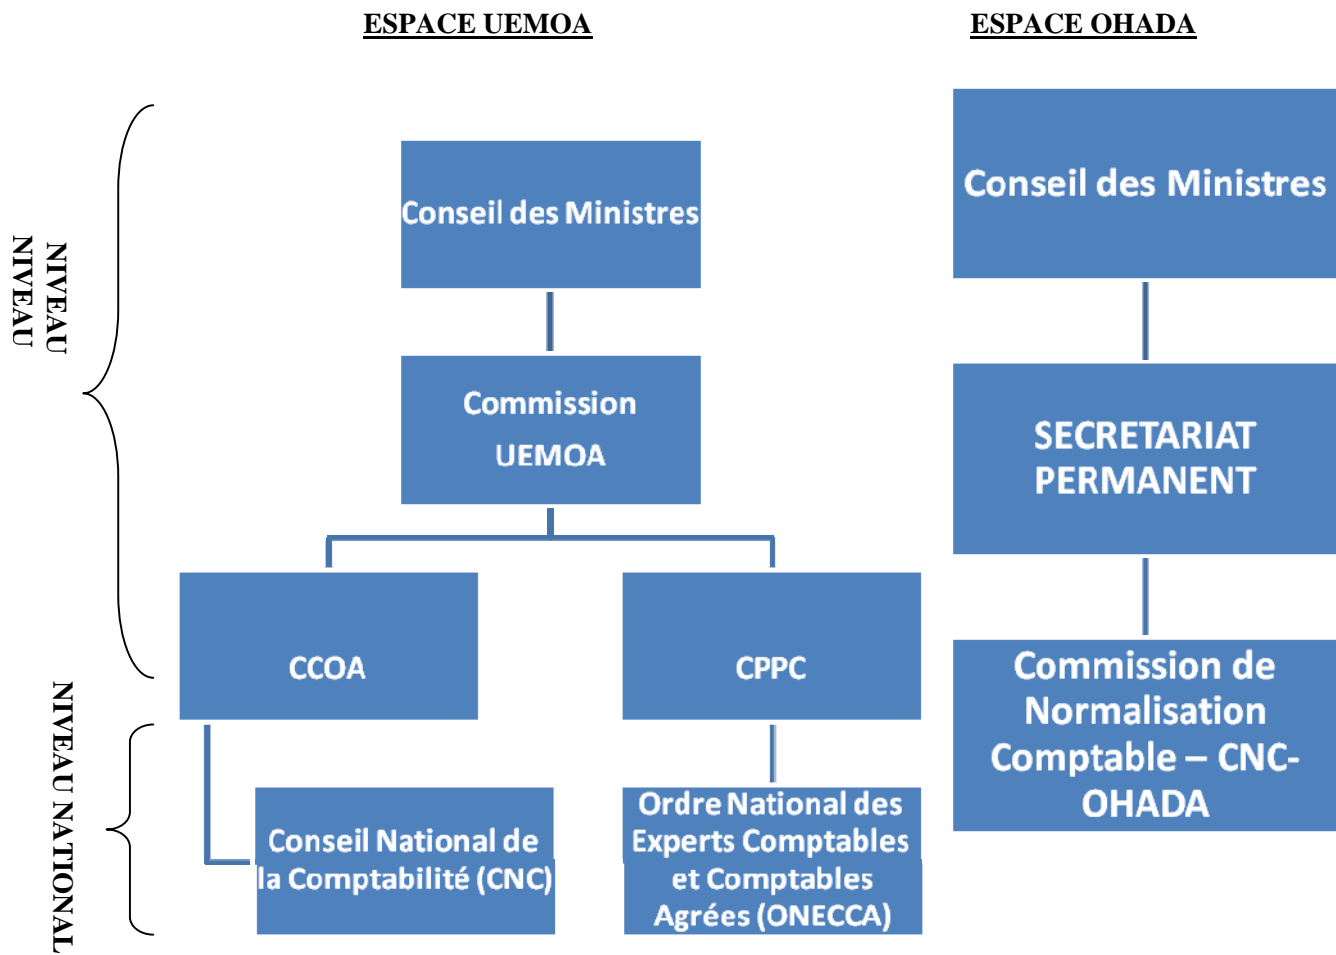 ESPACE UEMOA
ESPACE OHADA
NIVEAU
NIVEAU
Conseil des Ministres
Commission
UEMOA
CCOA
CPPC
NIVEAU NATIONAL
Conseil National de
la Comptabilité (CNC)
Ordre National des
Experts Comptables
et Comptables
Agrées (ONECCA)
Conseil des Ministres
SECRETARIAT
PERMANENT
Commission de
Normalisation
Comptable – CNC-
OHADA